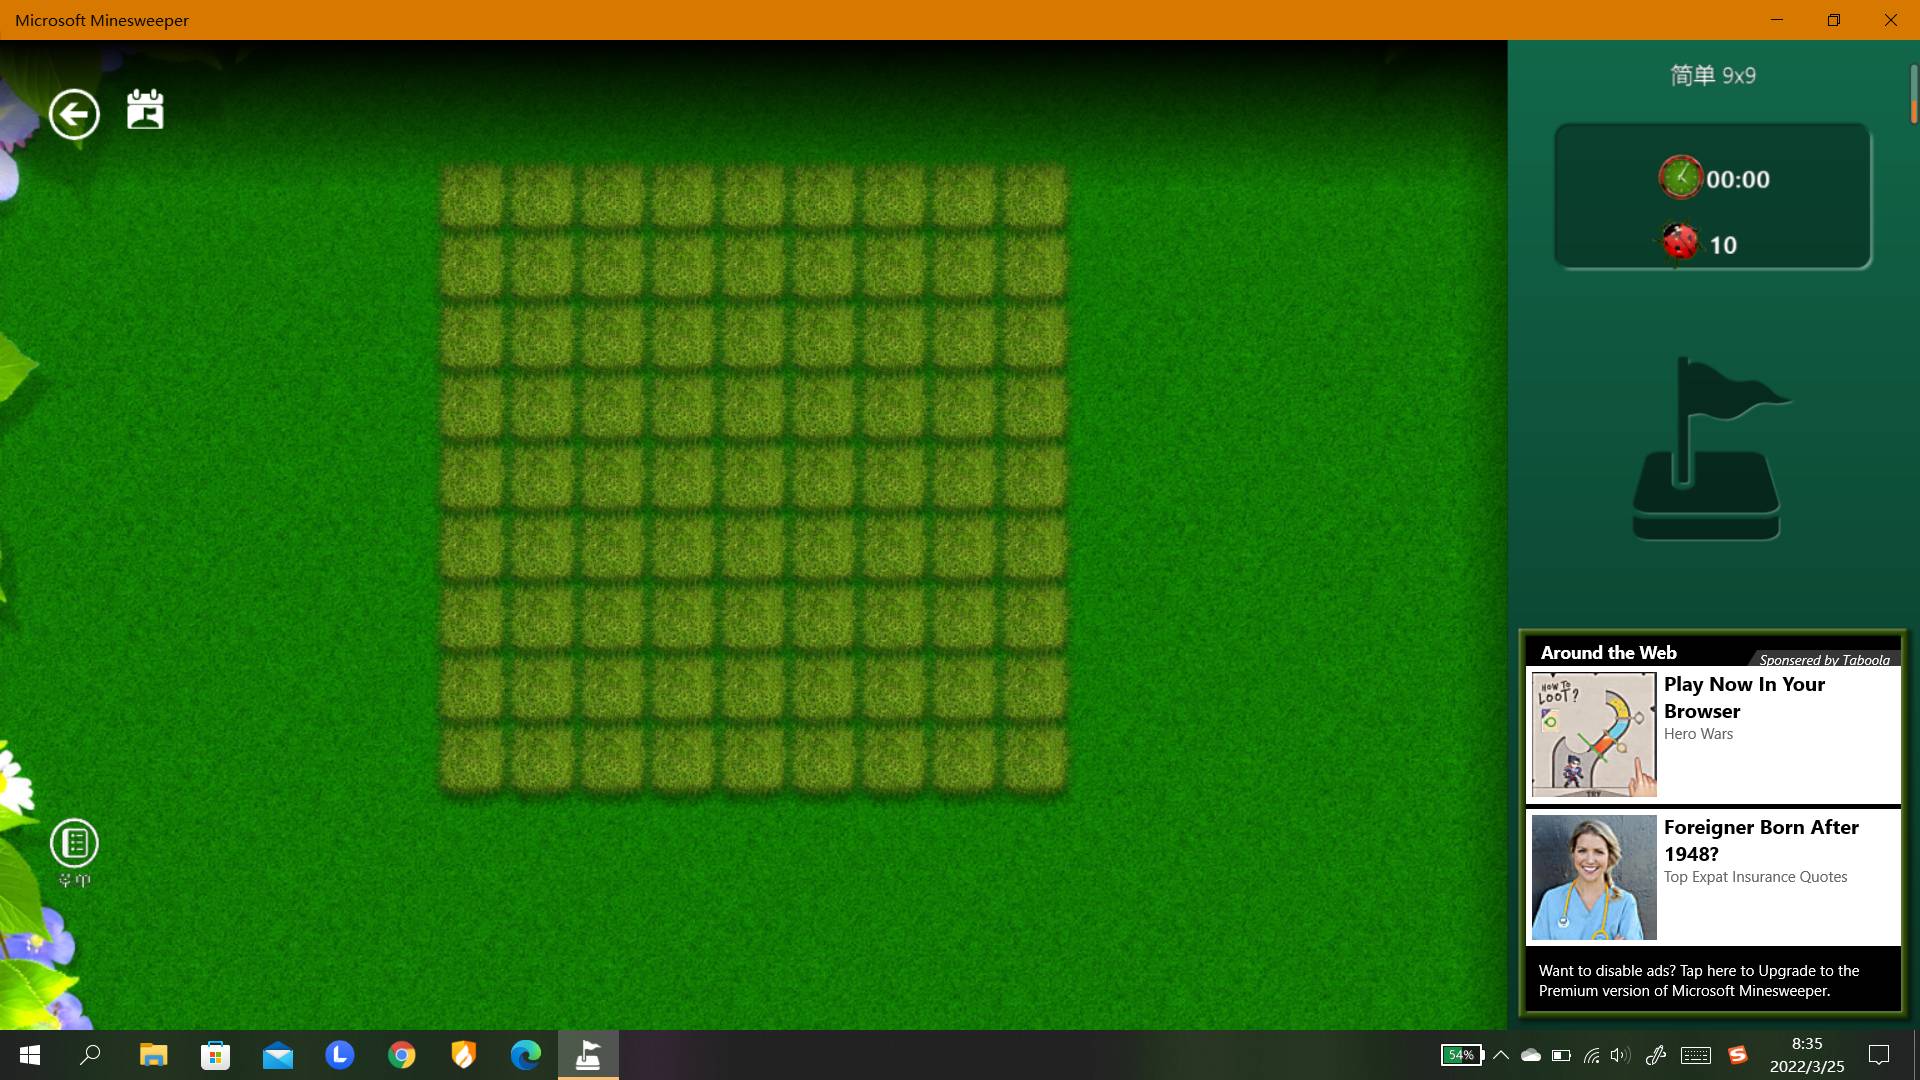 Microsoft Minesweeper
简单 9x9
00:00
10
Around the Web
Sponsered by Taboola
HOW TO LOOT?
Play Now In Your
Browser
Hero Wars
TRY
Foreigner Born After
1948?
Top Expat Insurance Quotes
Want to disable ads? Tap here to Upgrade to the
Premium version of Microsoft Minesweeper.
54%
8:35
2022/3/25